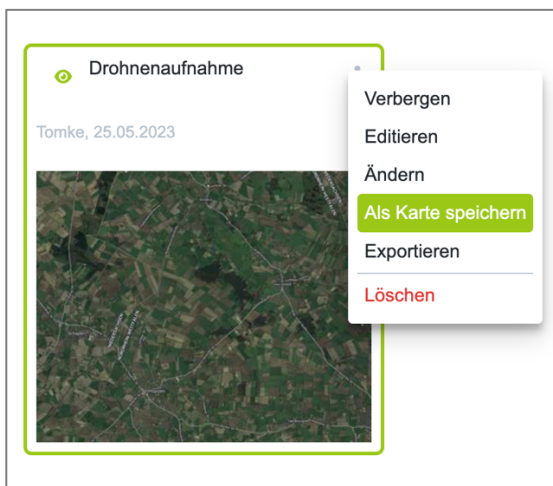 Drohnenaufnahme
Tomke, 25.05.2023
Verbergen
Editieren
Ändern
Als Karte speichern
Exportieren
Löschen